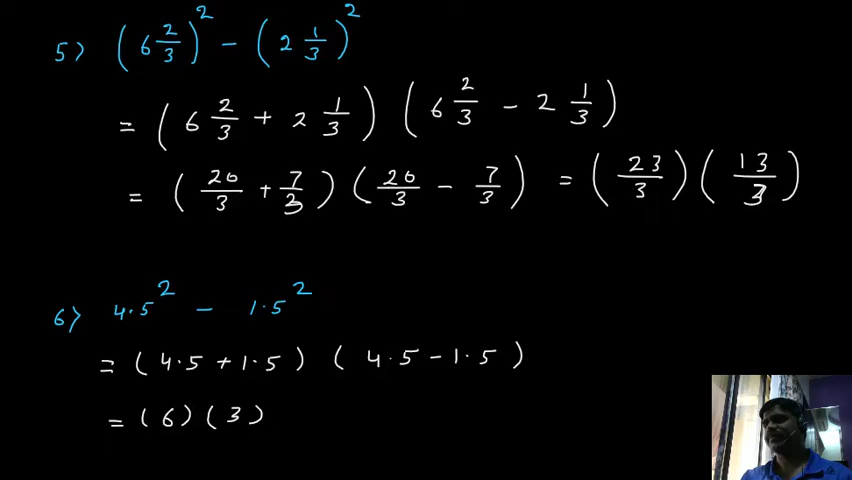 5) (6 2/3)² - (2 1/3)²
= (6 2/3 + 2 1/3) (6 2/3 - 2 1/3)
= (20/3 + 7/3) (20/3 - 7/3) = (23/3) (13/3)
6) 4.5² - 1.5²
= (4.5 + 1.5) (4.5 - 1.5)
= (6) (3)